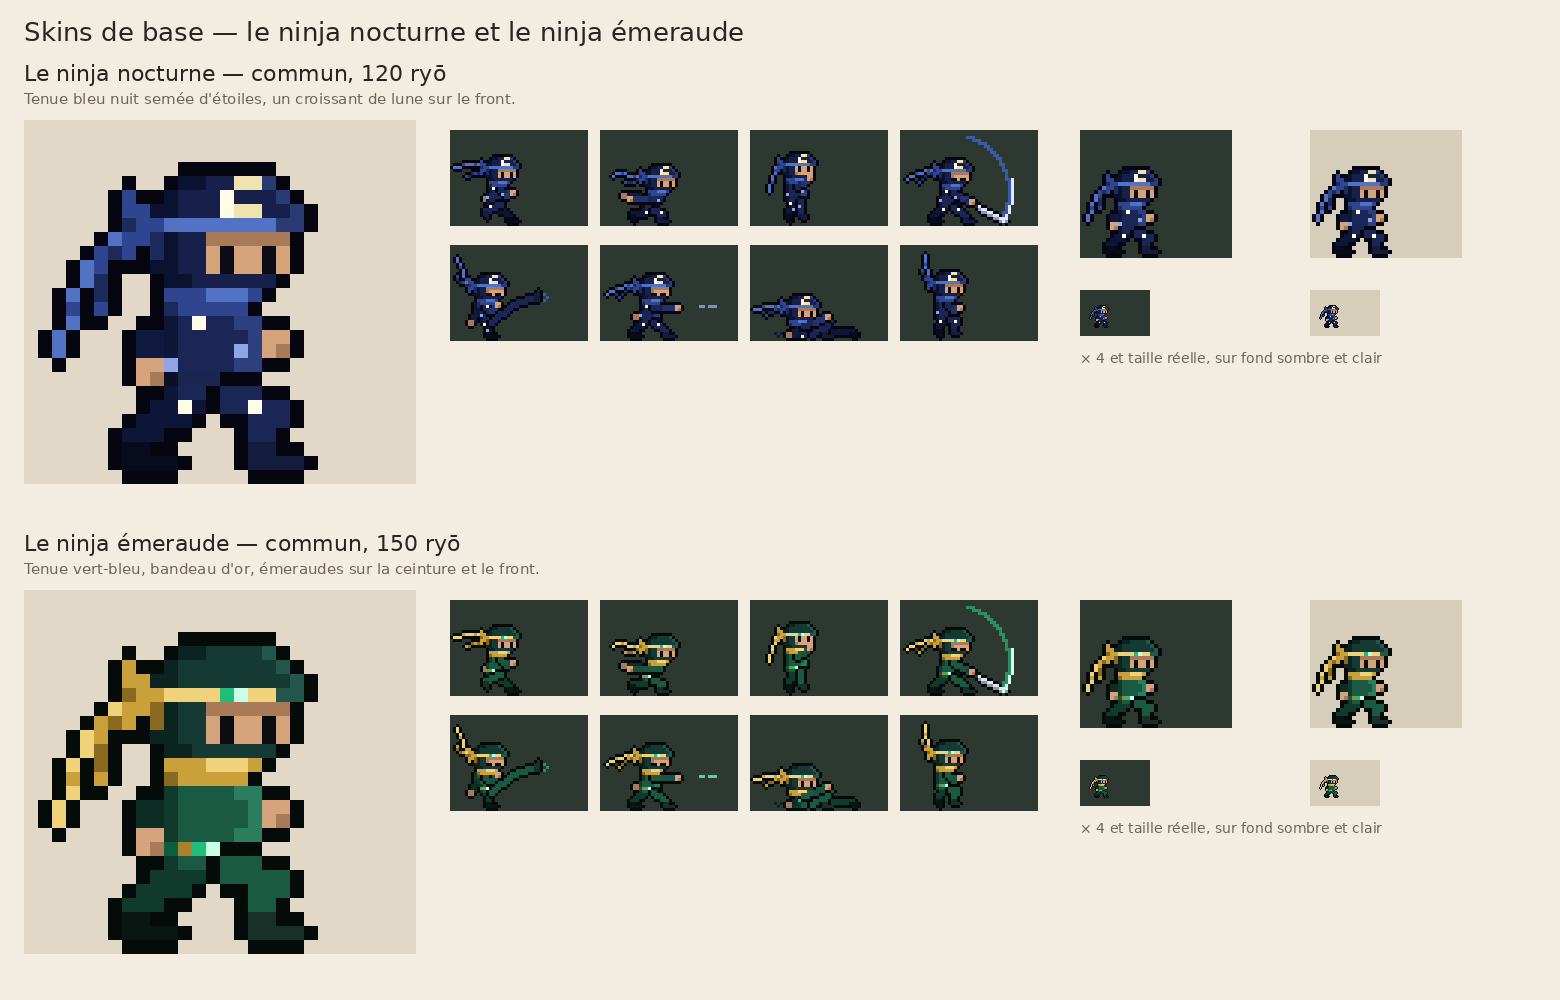 Skins de base — le ninja nocturne et le ninja émeraude
Le ninja nocturne — commun, 120 ryō
Tenue bleu nuit semée d'étoiles, un croissant de lune sur le front.
× 4 et taille réelle, sur fond sombre et clair
Le ninja émeraude — commun, 150 ryō
Tenue vert-bleu, bandeau d'or, émeraudes sur la ceinture et le front.
× 4 et taille réelle, sur fond sombre et clair